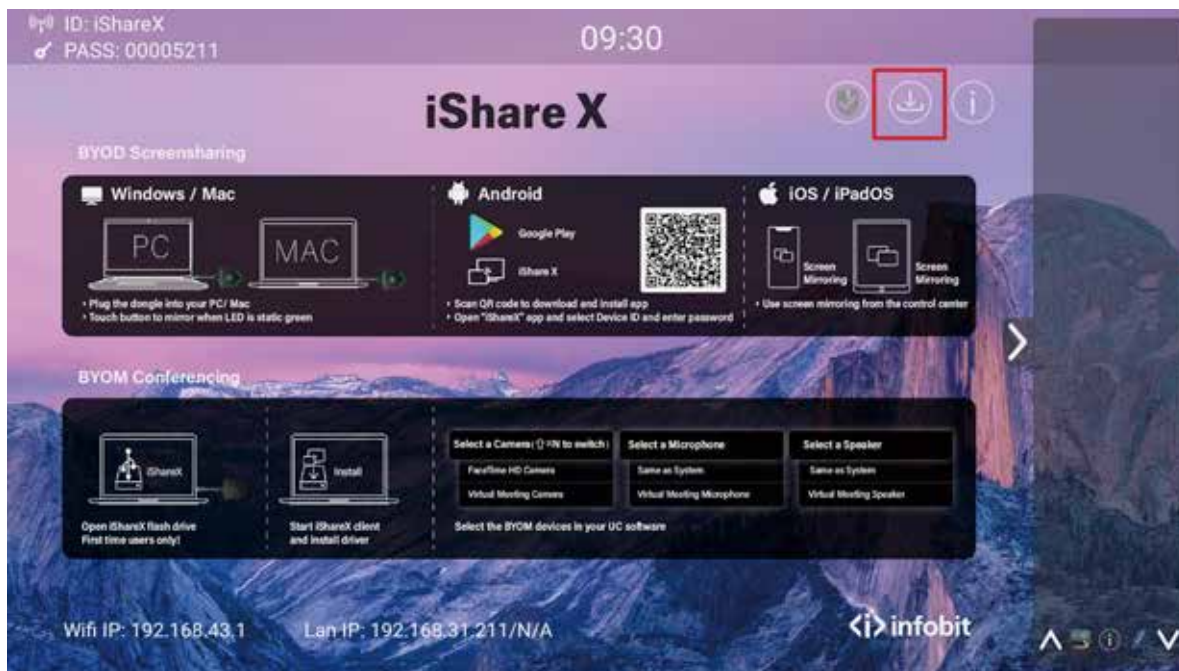 ID: iShareX
PASS: 00005211
09:30
iShare X
i
BYOD Screensharing
Windows / Mac
PC
MAC
• Plug the dongle into your PC/ Mac
• Touch button to mirror when LED is static green
Android
Google Play
iShare X
• Scan QR code to download and install app
• Open "iShareX" app and select Device ID and enter password
iOS / iPadOS
Screen
Mirroring
Screen
Mirroring
• Use screen mirroring from the control center
BYOM Conferencing
iShareX
Open iShareX flash drive
First time users only!
Install
Start iShareX client
and install driver
Select a Camera (⇧⌘N to switch)
FaceTime HD Camera
Virtual Meeting Camera
Select a Microphone
Same as System
Virtual Meeting Microphone
Select a Speaker
Same as System
Virtual Meeting Speaker
Select the BYOM devices in your UC software
Wifi IP: 192.168.43.1
Lan IP: 192.168.31.211/N/A
<i>infobit